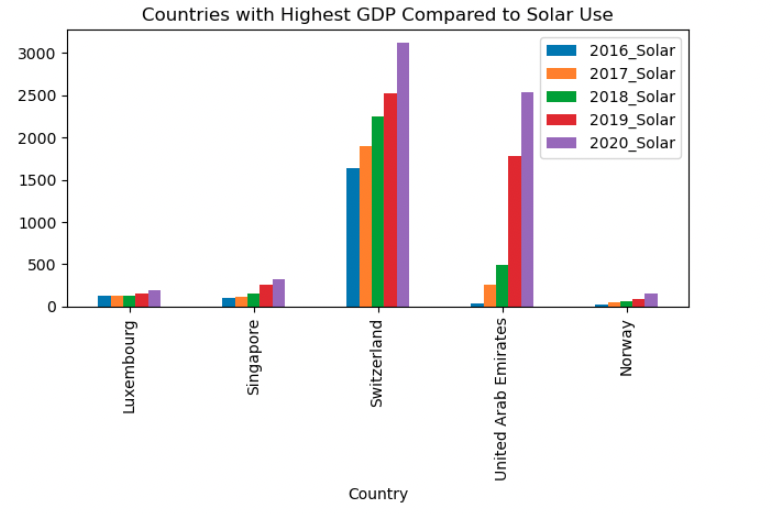 Countries with Highest GDP Compared to Solar Use
3000
2500
2000
1500
1000
500
0
2016_Solar
2017_Solar
2018_Solar
2019_Solar
2020_Solar
Luxembourg
Singapore
Switzerland
United Arab Emirates
Norway
Country